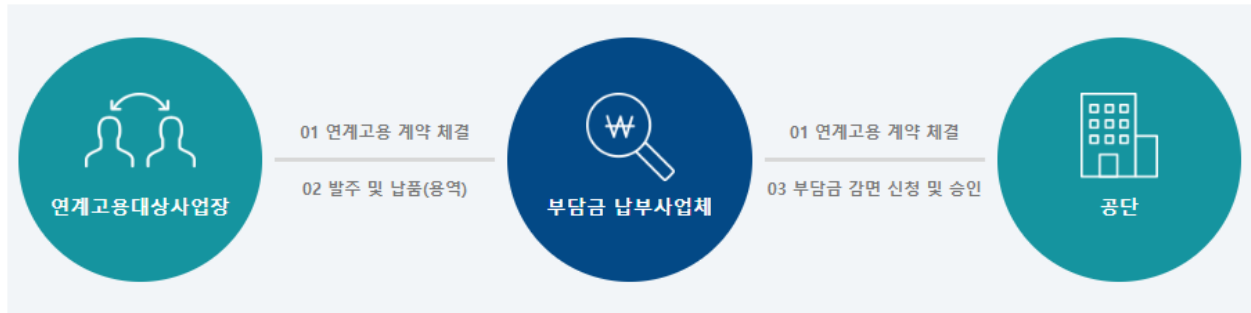 연계고용대상사업장
01 연계고용 계약 체결
02 발주 및 납품(용역)
₩
부담금 납부사업체
01 연계고용 계약 체결
03 부담금 감면 신청 및 승인
공단